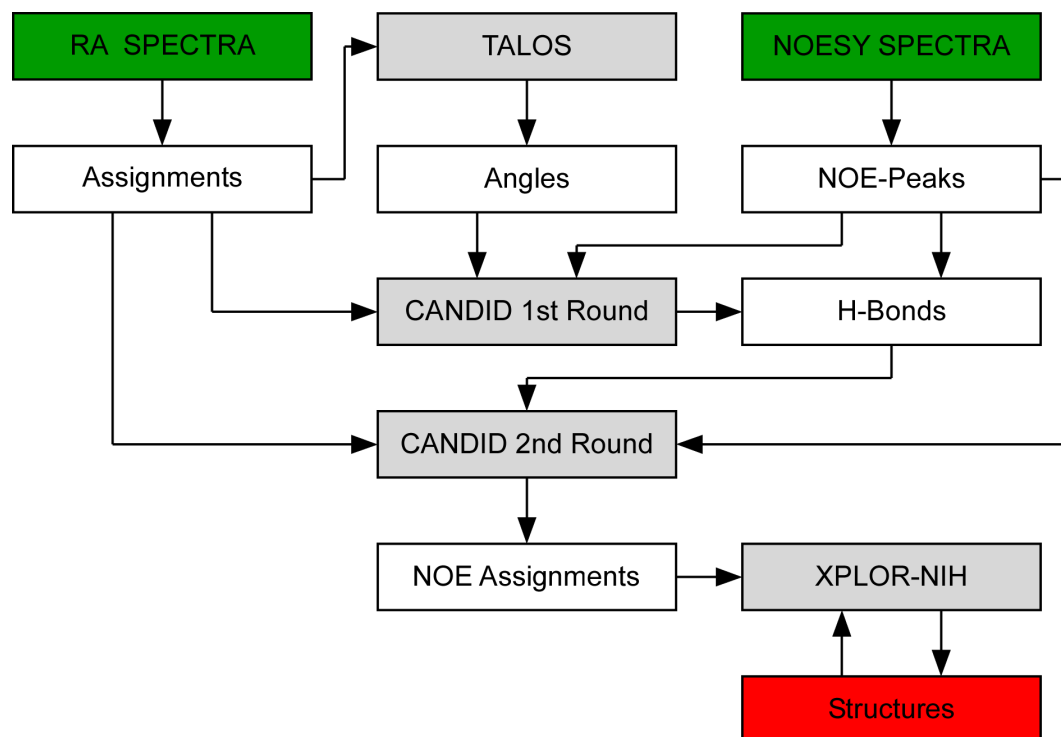 RA SPECTRA
TALOS
NOESY SPECTRA
Assignments
Angles
NOE-Peaks
CANDID 1st Round
H-Bonds
CANDID 2nd Round
NOE Assignments
XPLOR-NIH
Structures